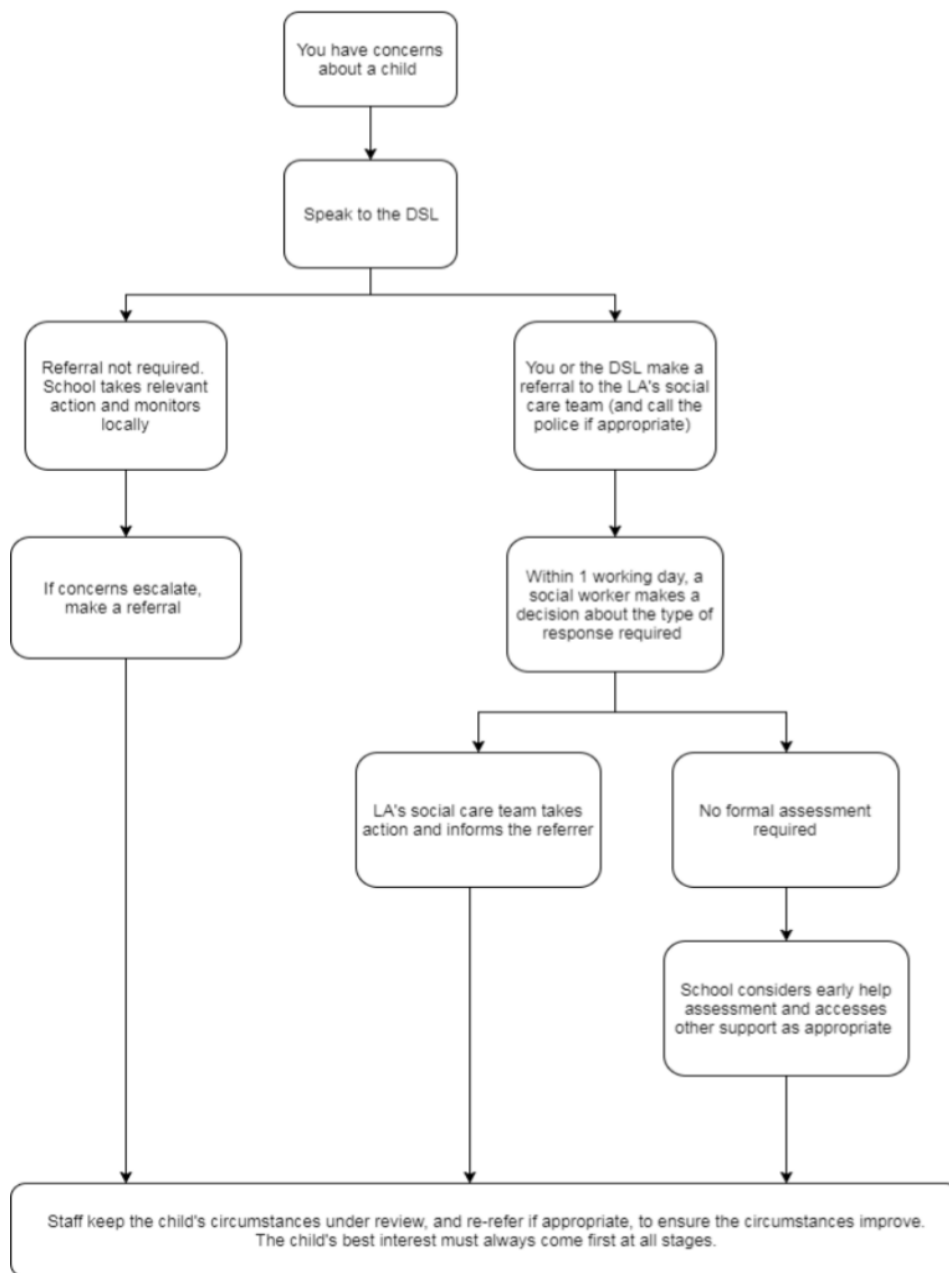 You have concerns
about a child
Speak to the DSL
Referral not required.
School takes relevant
action and monitors
locally
You or the DSL make a
referral to the LA's social
care team (and call the
police if appropriate)
If concerns escalate,
make a referral
Within 1 working day, a
social worker makes a
decision about the type of
response required
LA's social care team takes
action and informs the referrer
No formal assessment
required
School considers early help
assessment and accesses
other support as appropriate
Staff keep the child's circumstances under review, and re-refer if appropriate, to ensure the circumstances improve.
The child's best interest must always come first at all stages.